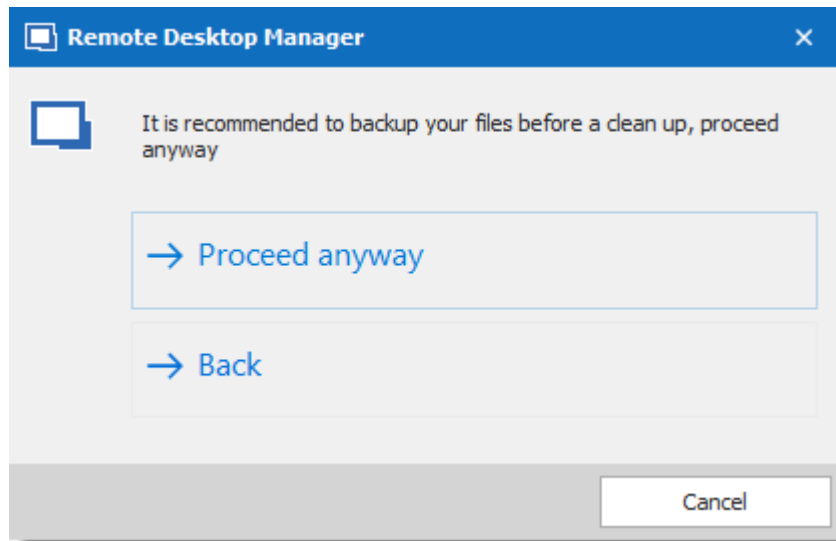 Remote Desktop Manager
It is recommended to backup your files before a clean up, proceed
anyway
Proceed anyway
Back
Cancel